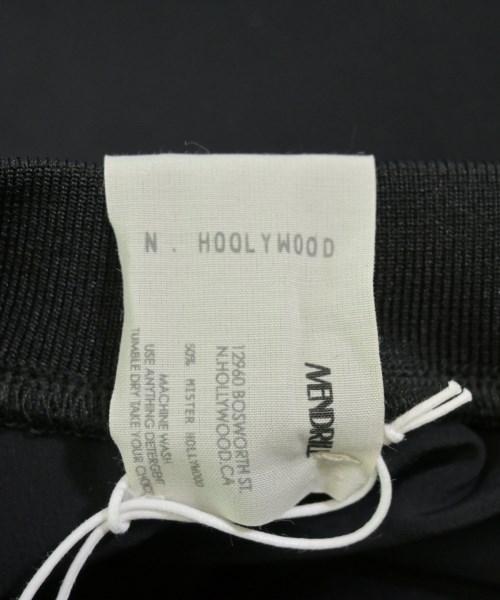 N. HOOLYWOOD
MENDRIL
12960 BOSWORTH ST.
N.HOLLYWOOD.CA
50% MISTER HOLLYWOOD
MACHINE WASH
USE ANYTHING DETERGENT
TUMBLE DRY TAKE YOUR CHOICE